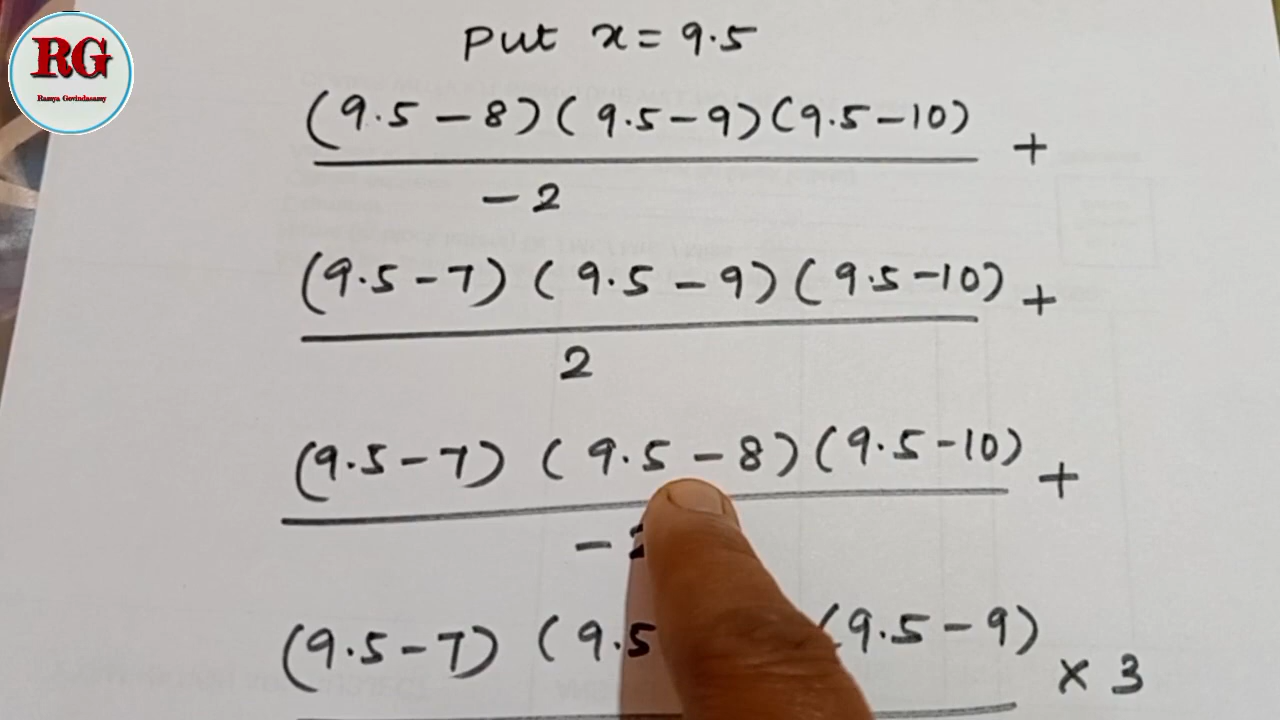 RG
Ramya Govindasamy
Put x = 9.5
(9.5 - 8) ( 9.5 - 9) (9.5 - 10) +
- 2
(9.5 - 7) ( 9.5 - 9) (9.5 - 10) +
2
(9.5 - 7) ( 9.5 - 8) (9.5 - 10) +
-
(9.5 - 7) ( 9.5 (9.5 - 9) × 3